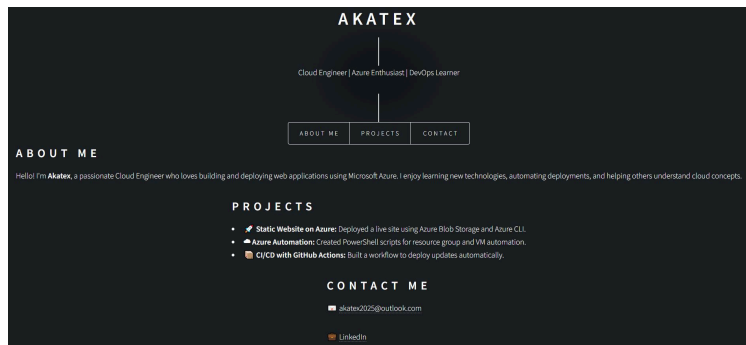 AKATEX
Cloud Engineer | Azure Enthusiast | DevOps Learner
ABOUT ME
PROJECTS
CONTACT
ABOUT ME
Hello! I'm Akatex, a passionate Cloud Engineer who loves building and deploying web applications using Microsoft Azure. I enjoy learning new technologies, automating deployments, and helping others understand cloud concepts.
PROJECTS
• 🚀 Static Website on Azure: Deployed a live site using Azure Blob Storage and Azure CLI.
• ☁ Azure Automation: Created PowerShell scripts for resource group and VM automation.
• 📦 CI/CD with GitHub Actions: Built a workflow to deploy updates automatically.
CONTACT ME
📧 akatex2025@outlook.com
💼 LinkedIn